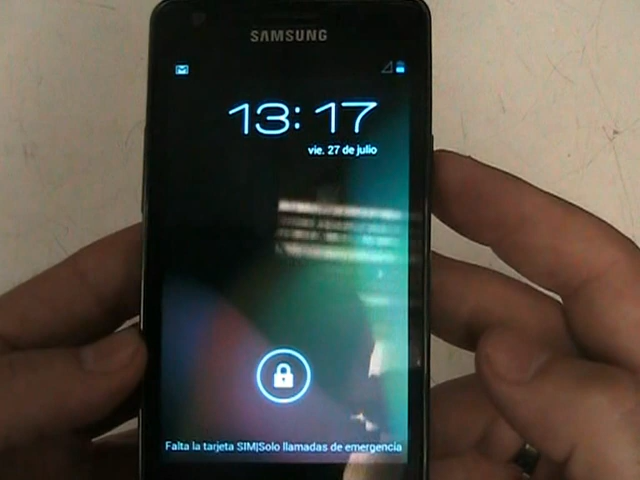 SAMSUNG
13:17
vie. 27 de julio
Falta la tarjeta SIM|Solo llamadas de emergencia